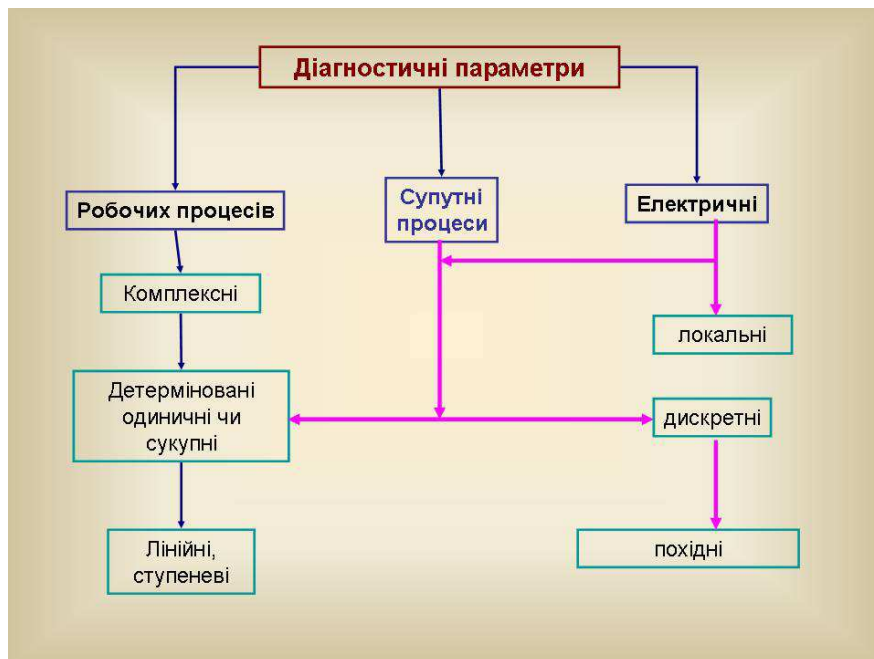 Діагностичні параметри
Робочих процесів
Супутні
процеси
Електричні
Комплексні
локальні
Детерміновані
одиничні чи
сукупні
дискретні
Лінійні,
ступеневі
похідні